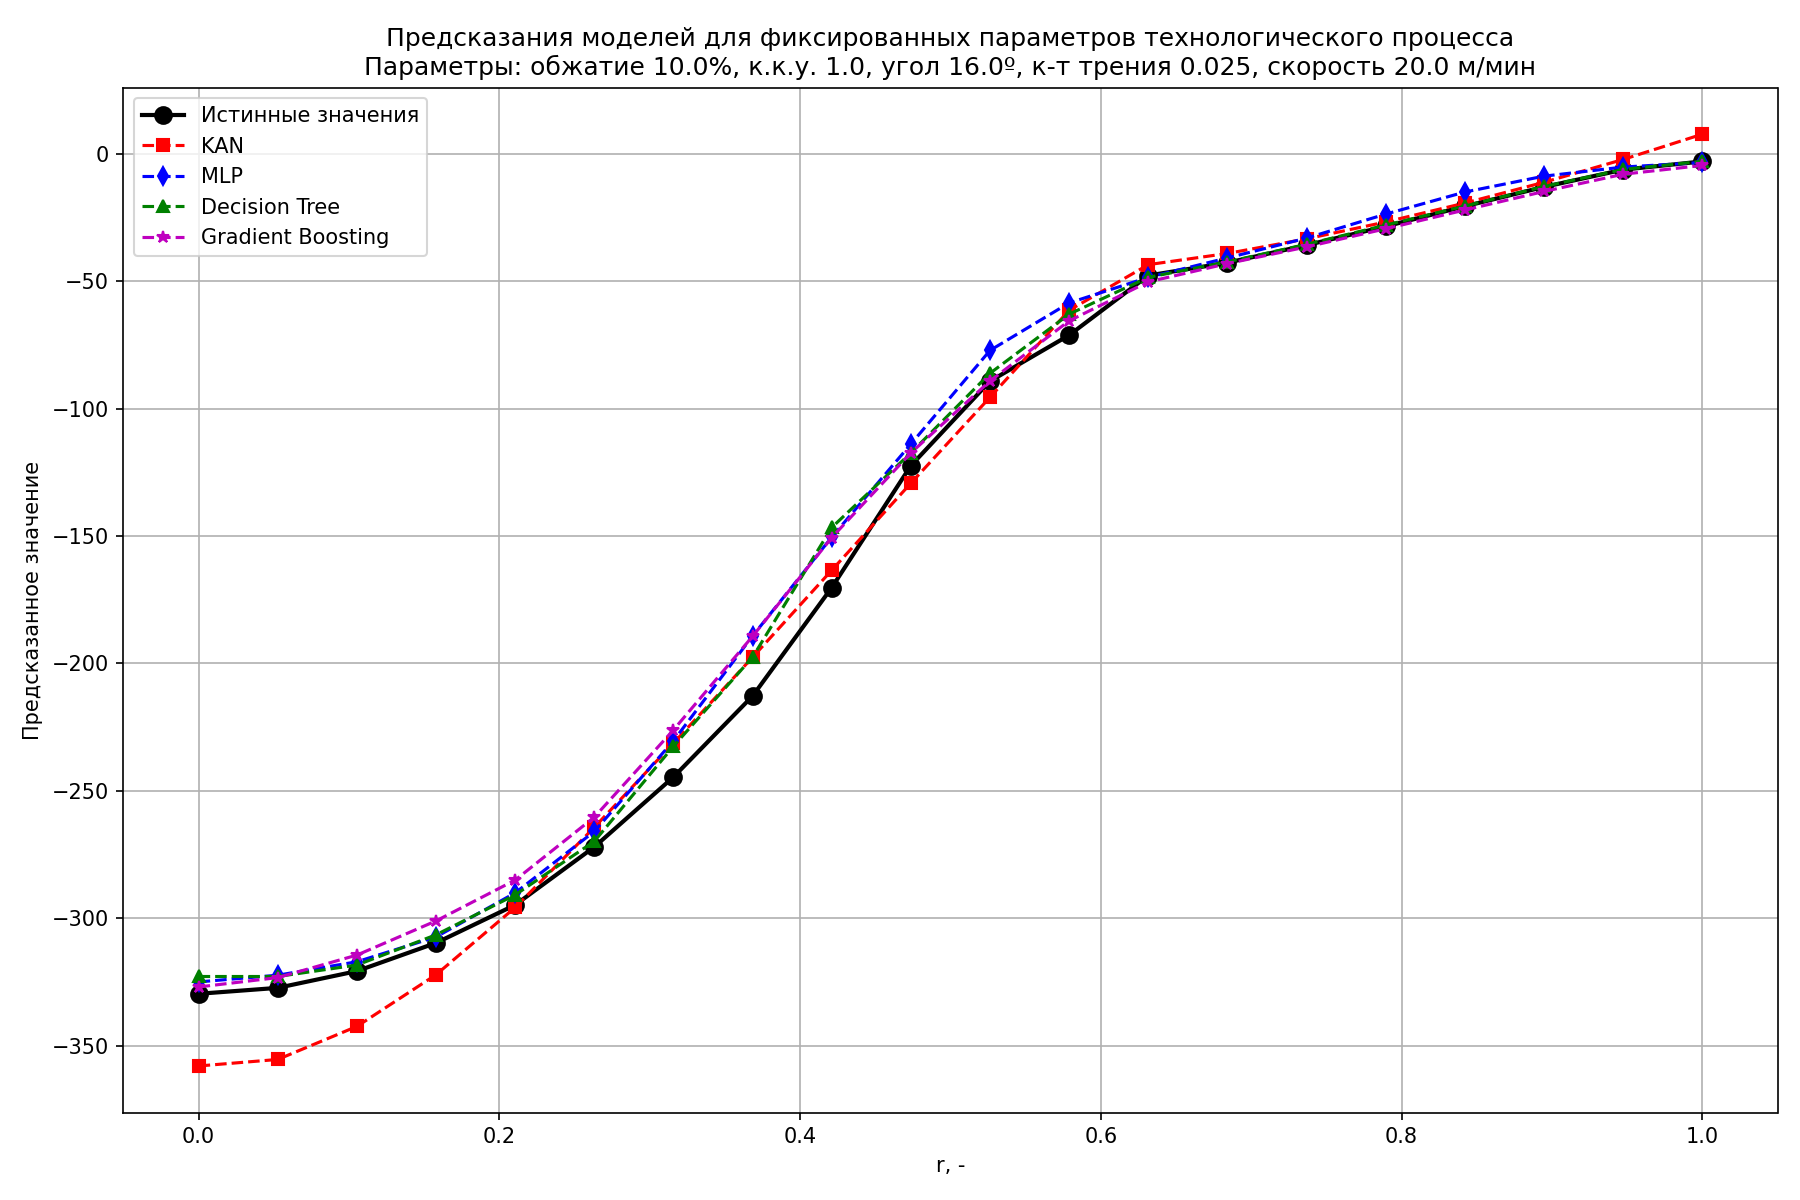 Предсказания моделей для фиксированных параметров технологического процесса
Параметры: обжатие 10.0%, к.к.у. 1.0, угол 16.0º, к-т трения 0.025, скорость 20.0 м/мин
Истинные значения
KAN
MLP
Decision Tree
Gradient Boosting
Предсказанное значение
0
−50
−100
−150
−200
−250
−300
−350
0.0
0.2
0.4
0.6
0.8
1.0
r, -